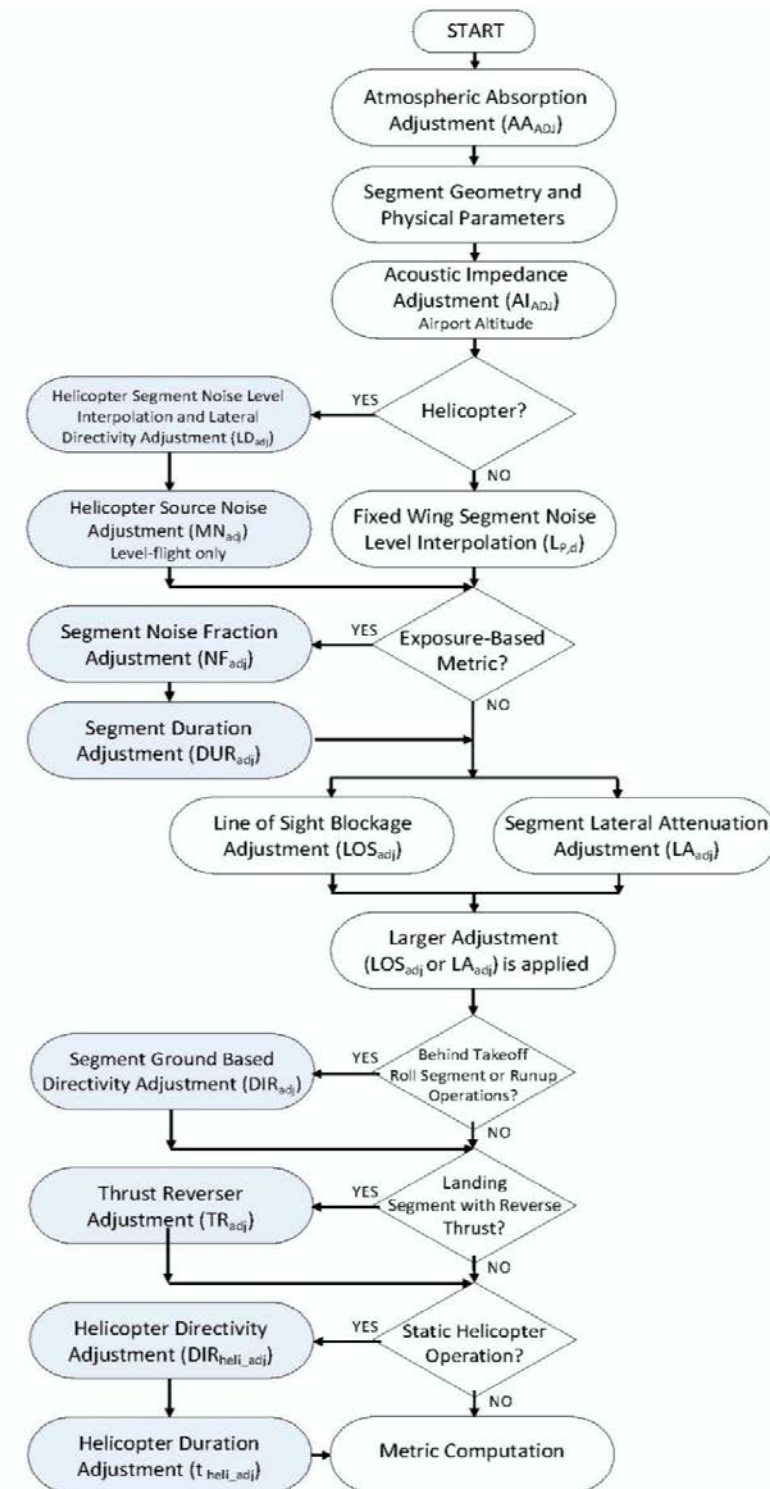 START
Atmospheric Absorption
Adjustment (AA_ADJ)
Segment Geometry and
Physical Parameters
Acoustic Impedance
Adjustment (AI_ADJ)
Airport Altitude
Helicopter?
YES
NO
Helicopter Segment Noise Level
Interpolation and Lateral
Directivity Adjustment (LD_adj)
Helicopter Source Noise
Adjustment (MN_adj)
Level-flight only
Fixed Wing Segment Noise
Level Interpolation (L_P,d)
Exposure-Based
Metric?
YES
NO
Segment Noise Fraction
Adjustment (NF_adj)
Segment Duration
Adjustment (DUR_adj)
Line of Sight Blockage
Adjustment (LOS_adj)
Segment Lateral Attenuation
Adjustment (LA_adj)
Larger Adjustment
(LOS_adj or LA_adj) is applied
Behind Takeoff
Roll Segment or Runup
Operations?
YES
NO
Segment Ground Based
Directivity Adjustment (DIR_adj)
Landing
Segment with Reverse
Thrust?
YES
NO
Thrust Reverser
Adjustment (TR_adj)
Static Helicopter
Operation?
YES
NO
Helicopter Directivity
Adjustment (DIR_heli_adj)
Helicopter Duration
Adjustment (t_heli_adj)
Metric Computation